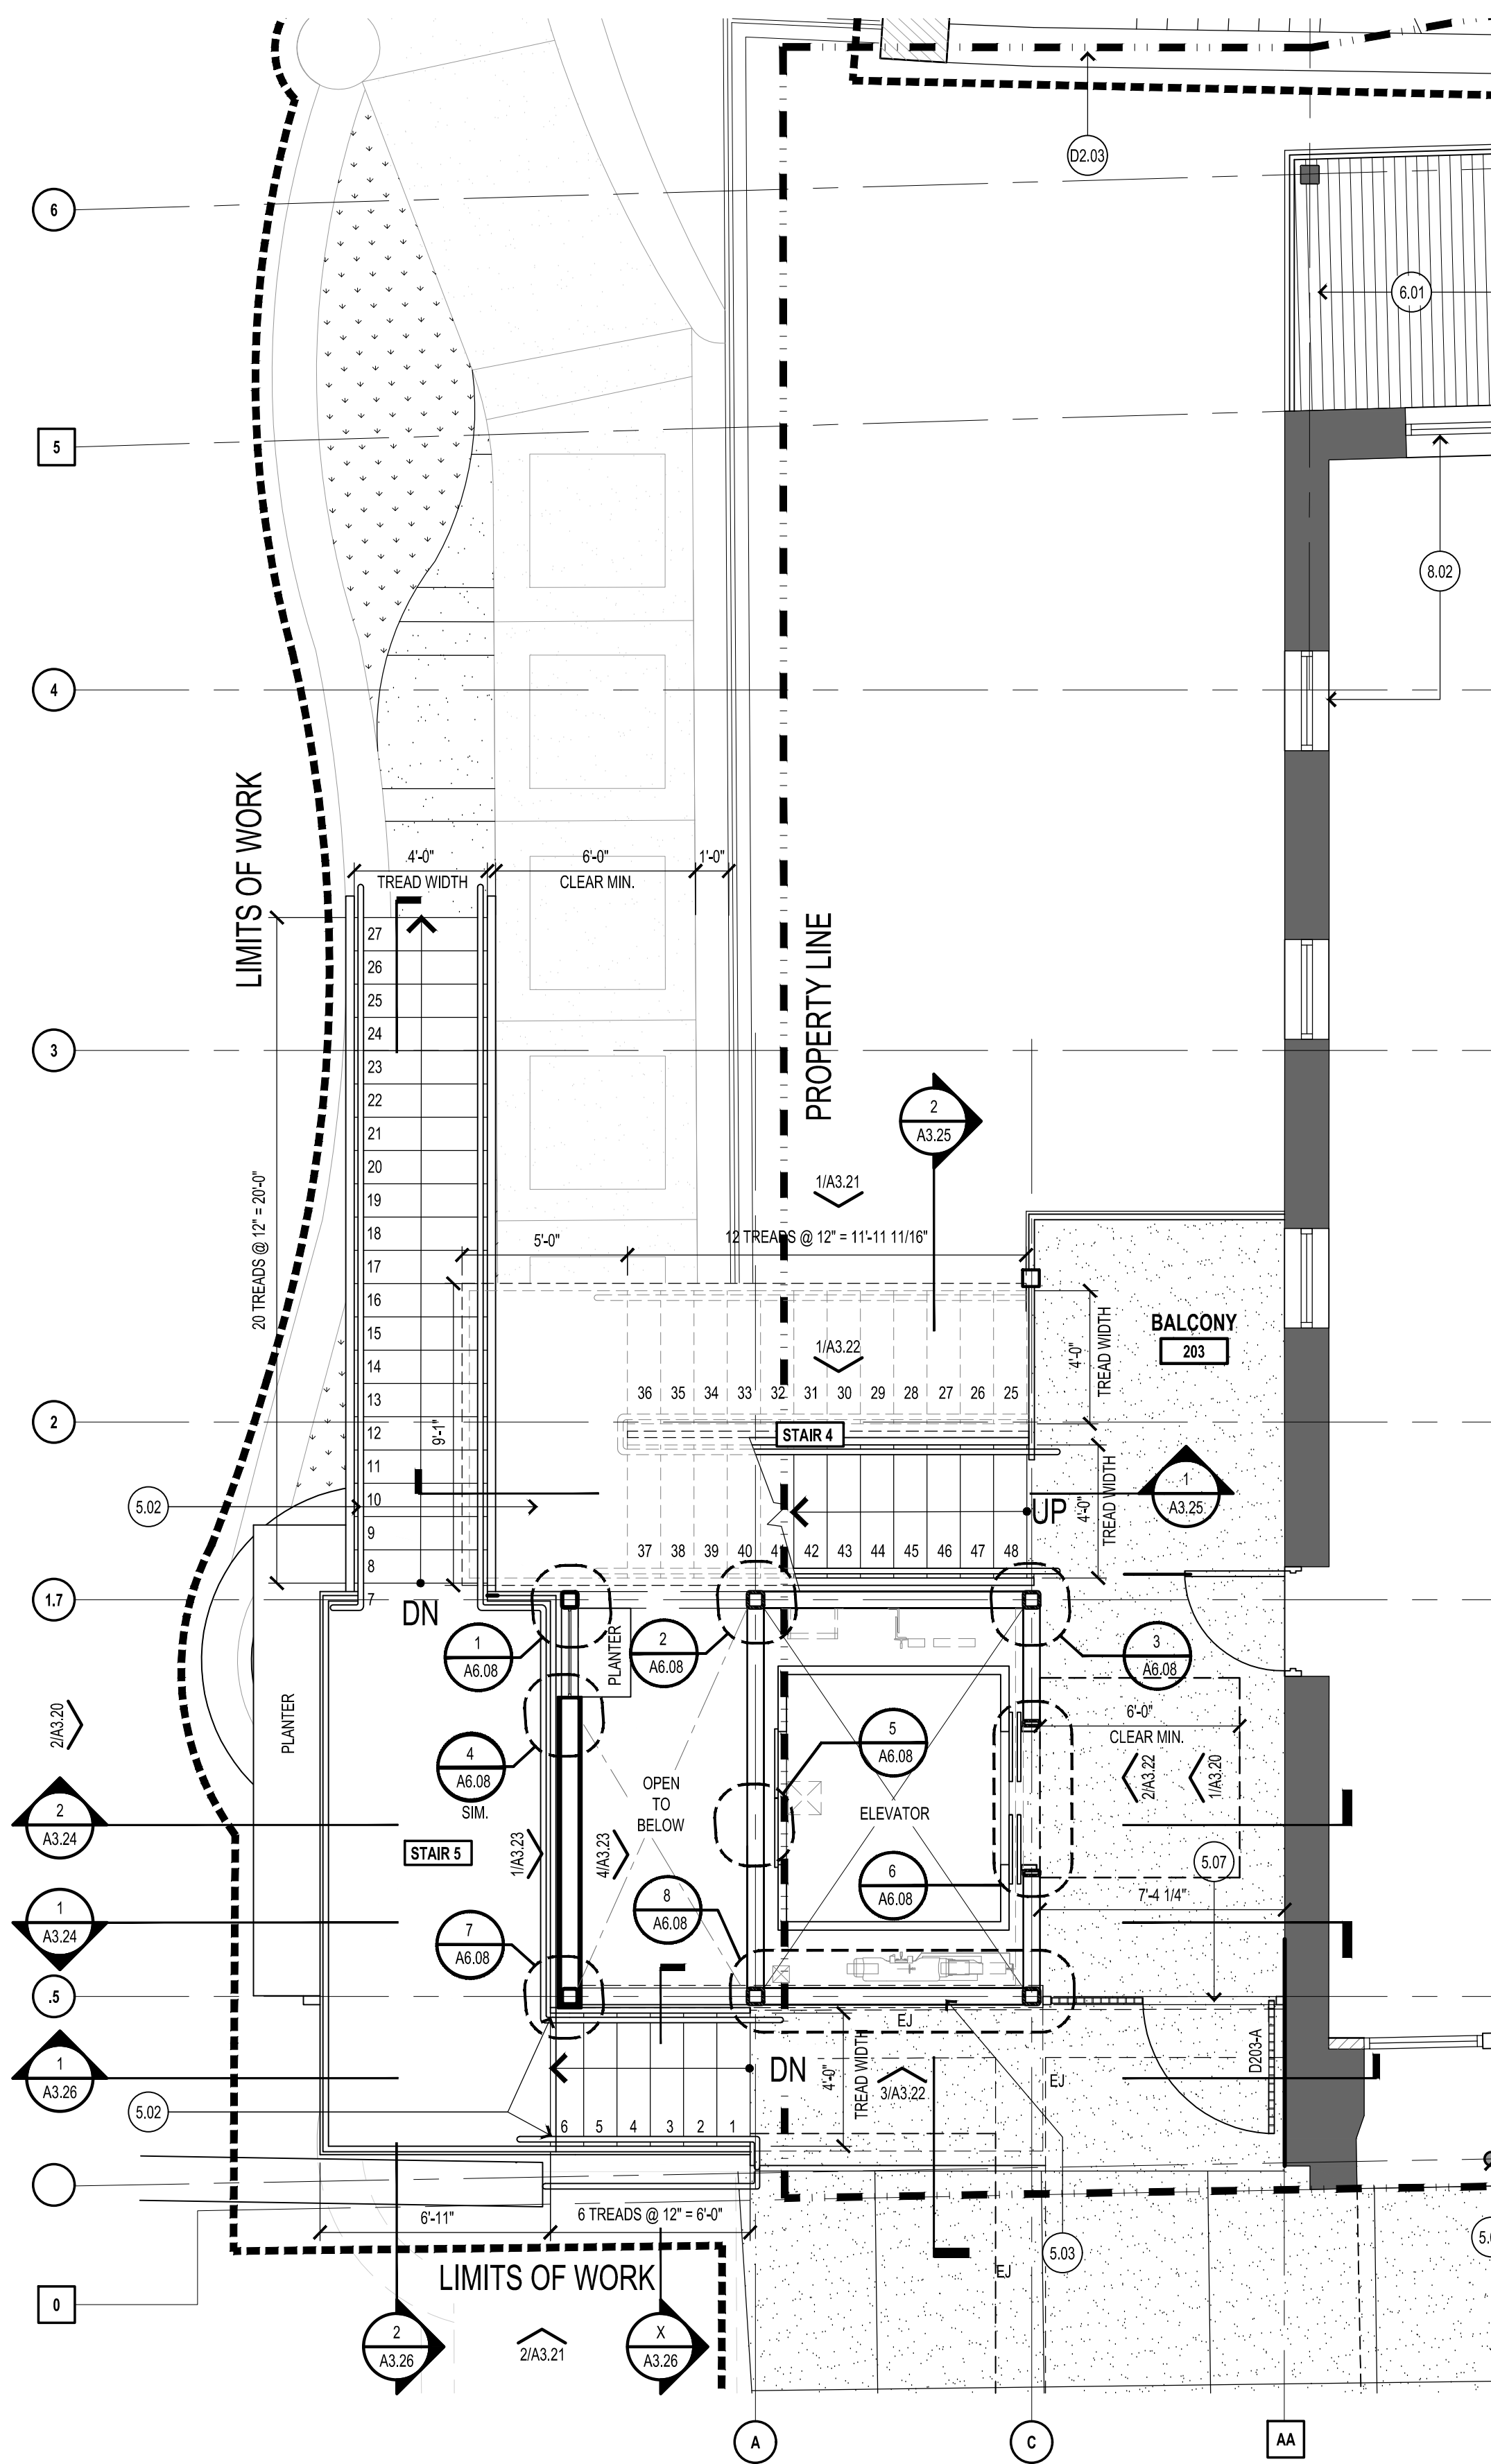 D2.03
6
6.01
5
8.02
4
LIMITS OF WORK
4'-0"
TREAD WIDTH
6'-0"
CLEAR MIN.
1'-0"
PROPERTY LINE
27
26
25
24
23
22
21
20
19
18
17
16
15
14
13
12
11
10
9
8
7
3
2
A3.25
1/A3.21
20 TREADS @ 12" = 20'-0"
5'-0"
12 TREADS @ 12" = 11'-11 11/16"
BALCONY
203
1/A3.22
4'-0"
TREAD WIDTH
36 35 34 33 32 31 30 29 28 27 26 25
2
9'-1"
STAIR 4
1
A3.25
5.02
UP
4'-0"
TREAD WIDTH
37 38 39 40 41 42 43 44 45 46 47 48
1.7
DN
1
A6.08
PLANTER
2
A6.08
3
A6.08
2/A3.20
PLANTER
6'-0"
CLEAR MIN.
5
A6.08
4
A6.08
SIM.
OPEN
TO
BELOW
ELEVATOR
2/A3.22
1/A3.20
2
A3.24
STAIR 5
1/A3.23
4/A3.23
5.07
6
A6.08
7'-4 1/4"
8
A6.08
1
A3.24
7
A6.08
.5
EJ
TREAD WIDTH
4'-0"
D203-A
1
A3.26
DN
3/A3.22
EJ
5.02
6 5 4 3 2 1
6'-11"
6 TREADS @ 12" = 6'-0"
5.03
EJ
LIMITS OF WORK
0
2
A3.26
2/A3.21
X
A3.26
A
C
AA